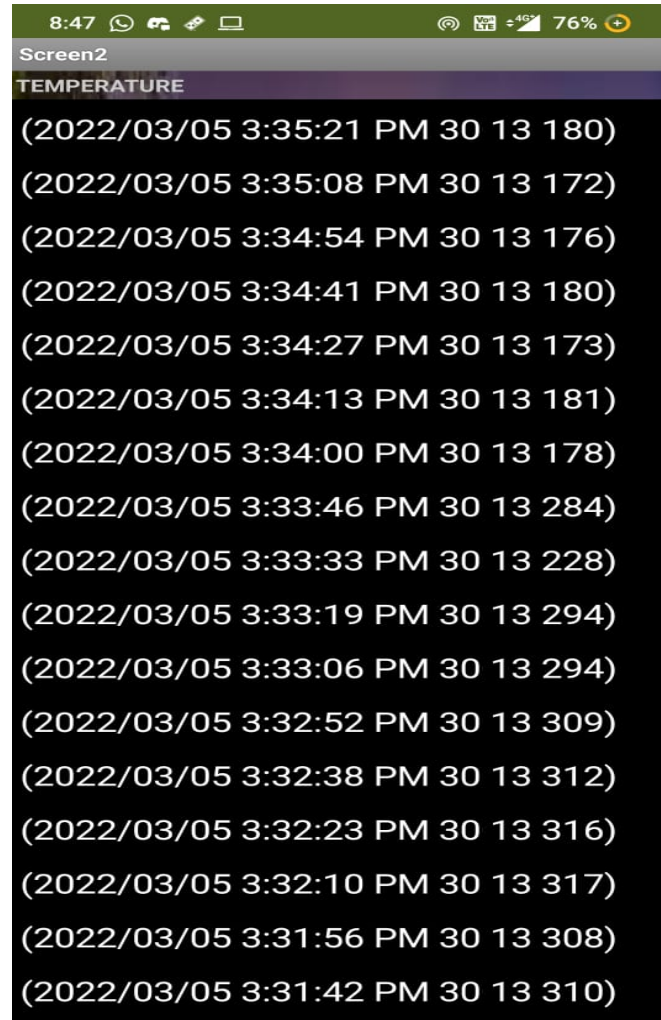 8:47 VoD LTE 4G+ 76%
Screen2
TEMPERATURE
(2022/03/05 3:35:21 PM 30 13 180)
(2022/03/05 3:35:08 PM 30 13 172)
(2022/03/05 3:34:54 PM 30 13 176)
(2022/03/05 3:34:41 PM 30 13 180)
(2022/03/05 3:34:27 PM 30 13 173)
(2022/03/05 3:34:13 PM 30 13 181)
(2022/03/05 3:34:00 PM 30 13 178)
(2022/03/05 3:33:46 PM 30 13 284)
(2022/03/05 3:33:33 PM 30 13 228)
(2022/03/05 3:33:19 PM 30 13 294)
(2022/03/05 3:33:06 PM 30 13 294)
(2022/03/05 3:32:52 PM 30 13 309)
(2022/03/05 3:32:38 PM 30 13 312)
(2022/03/05 3:32:23 PM 30 13 316)
(2022/03/05 3:32:10 PM 30 13 317)
(2022/03/05 3:31:56 PM 30 13 308)
(2022/03/05 3:31:42 PM 30 13 310)